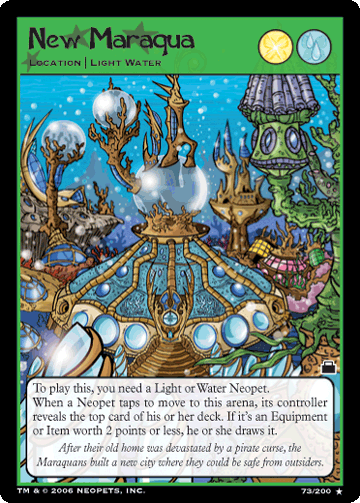 New Maraqua
Location | Light Water
To play this, you need a Light or Water Neopet.
When a Neopet taps to move to this arena, its controller
reveals the top card of his or her deck. If it's an Equipment
or Item worth 2 points or less, he or she draws it.
After their old home was devastated by a pirate curse, the
Maraquans built a new city where they could be safe from outsiders.
TM & © 2006 NEOPETS, INC.
73/200 ★